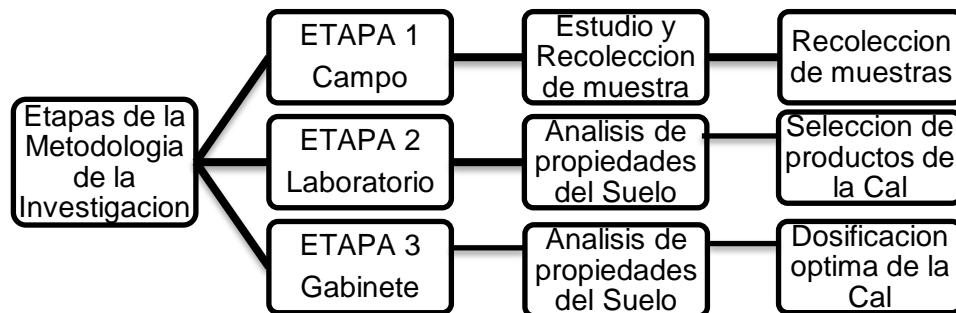 Etapas de la
Metodologia
de la
Investigacion
ETAPA 1
Campo
Estudio y
Recoleccion
de muestra
Recoleccion
de muestras
ETAPA 2
Laboratorio
Analisis de
propiedades
del Suelo
Seleccion de
productos de
la Cal
ETAPA 3
Gabinete
Analisis de
propiedades
del Suelo
Dosificacion
optima de la
Cal